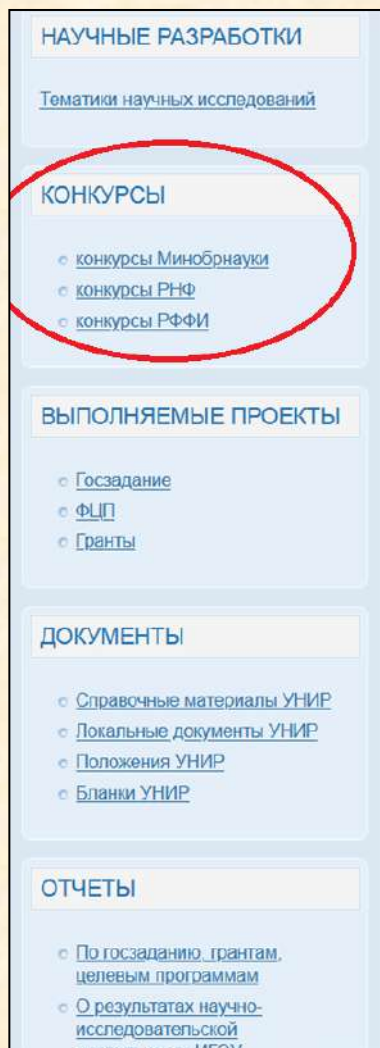 НАУЧНЫЕ РАЗРАБОТКИ
Тематики научных исследований
КОНКУРСЫ
конкурсы Минобрнауки
конкурсы РНФ
конкурсы РФФИ
ВЫПОЛНЯЕМЫЕ ПРОЕКТЫ
Госзадание
ФЦП
Гранты
ДОКУМЕНТЫ
Справочные материалы УНИР
Локальные документы УНИР
Положения УНИР
Бланки УНИР
ОТЧЕТЫ
По госзаданию, грантам,
целевым программам
О результатах научно-
исследовательской